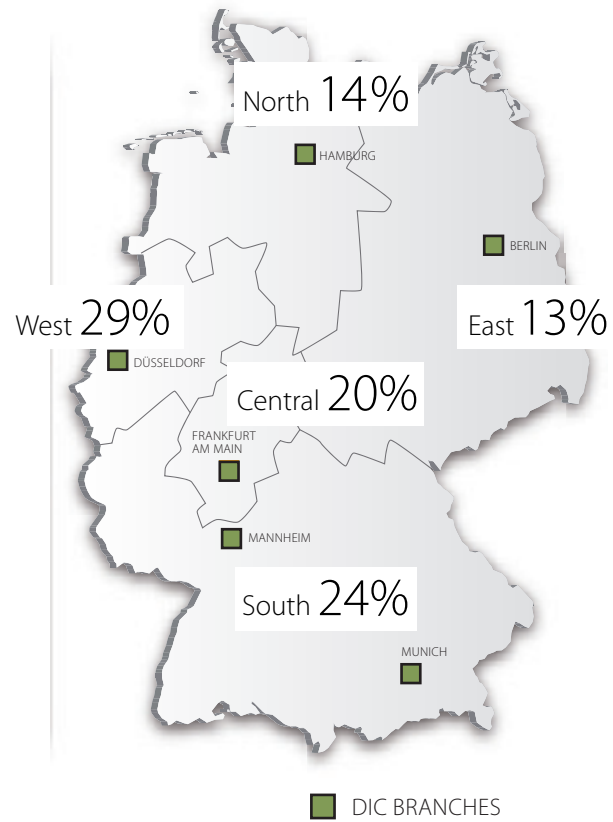 North 14%
HAMBURG
BERLIN
West 29%
East 13%
DÜSSELDORF
Central 20%
FRANKFURT
AM MAIN
MANNHEIM
South 24%
MUNICH
DIC BRANCHES